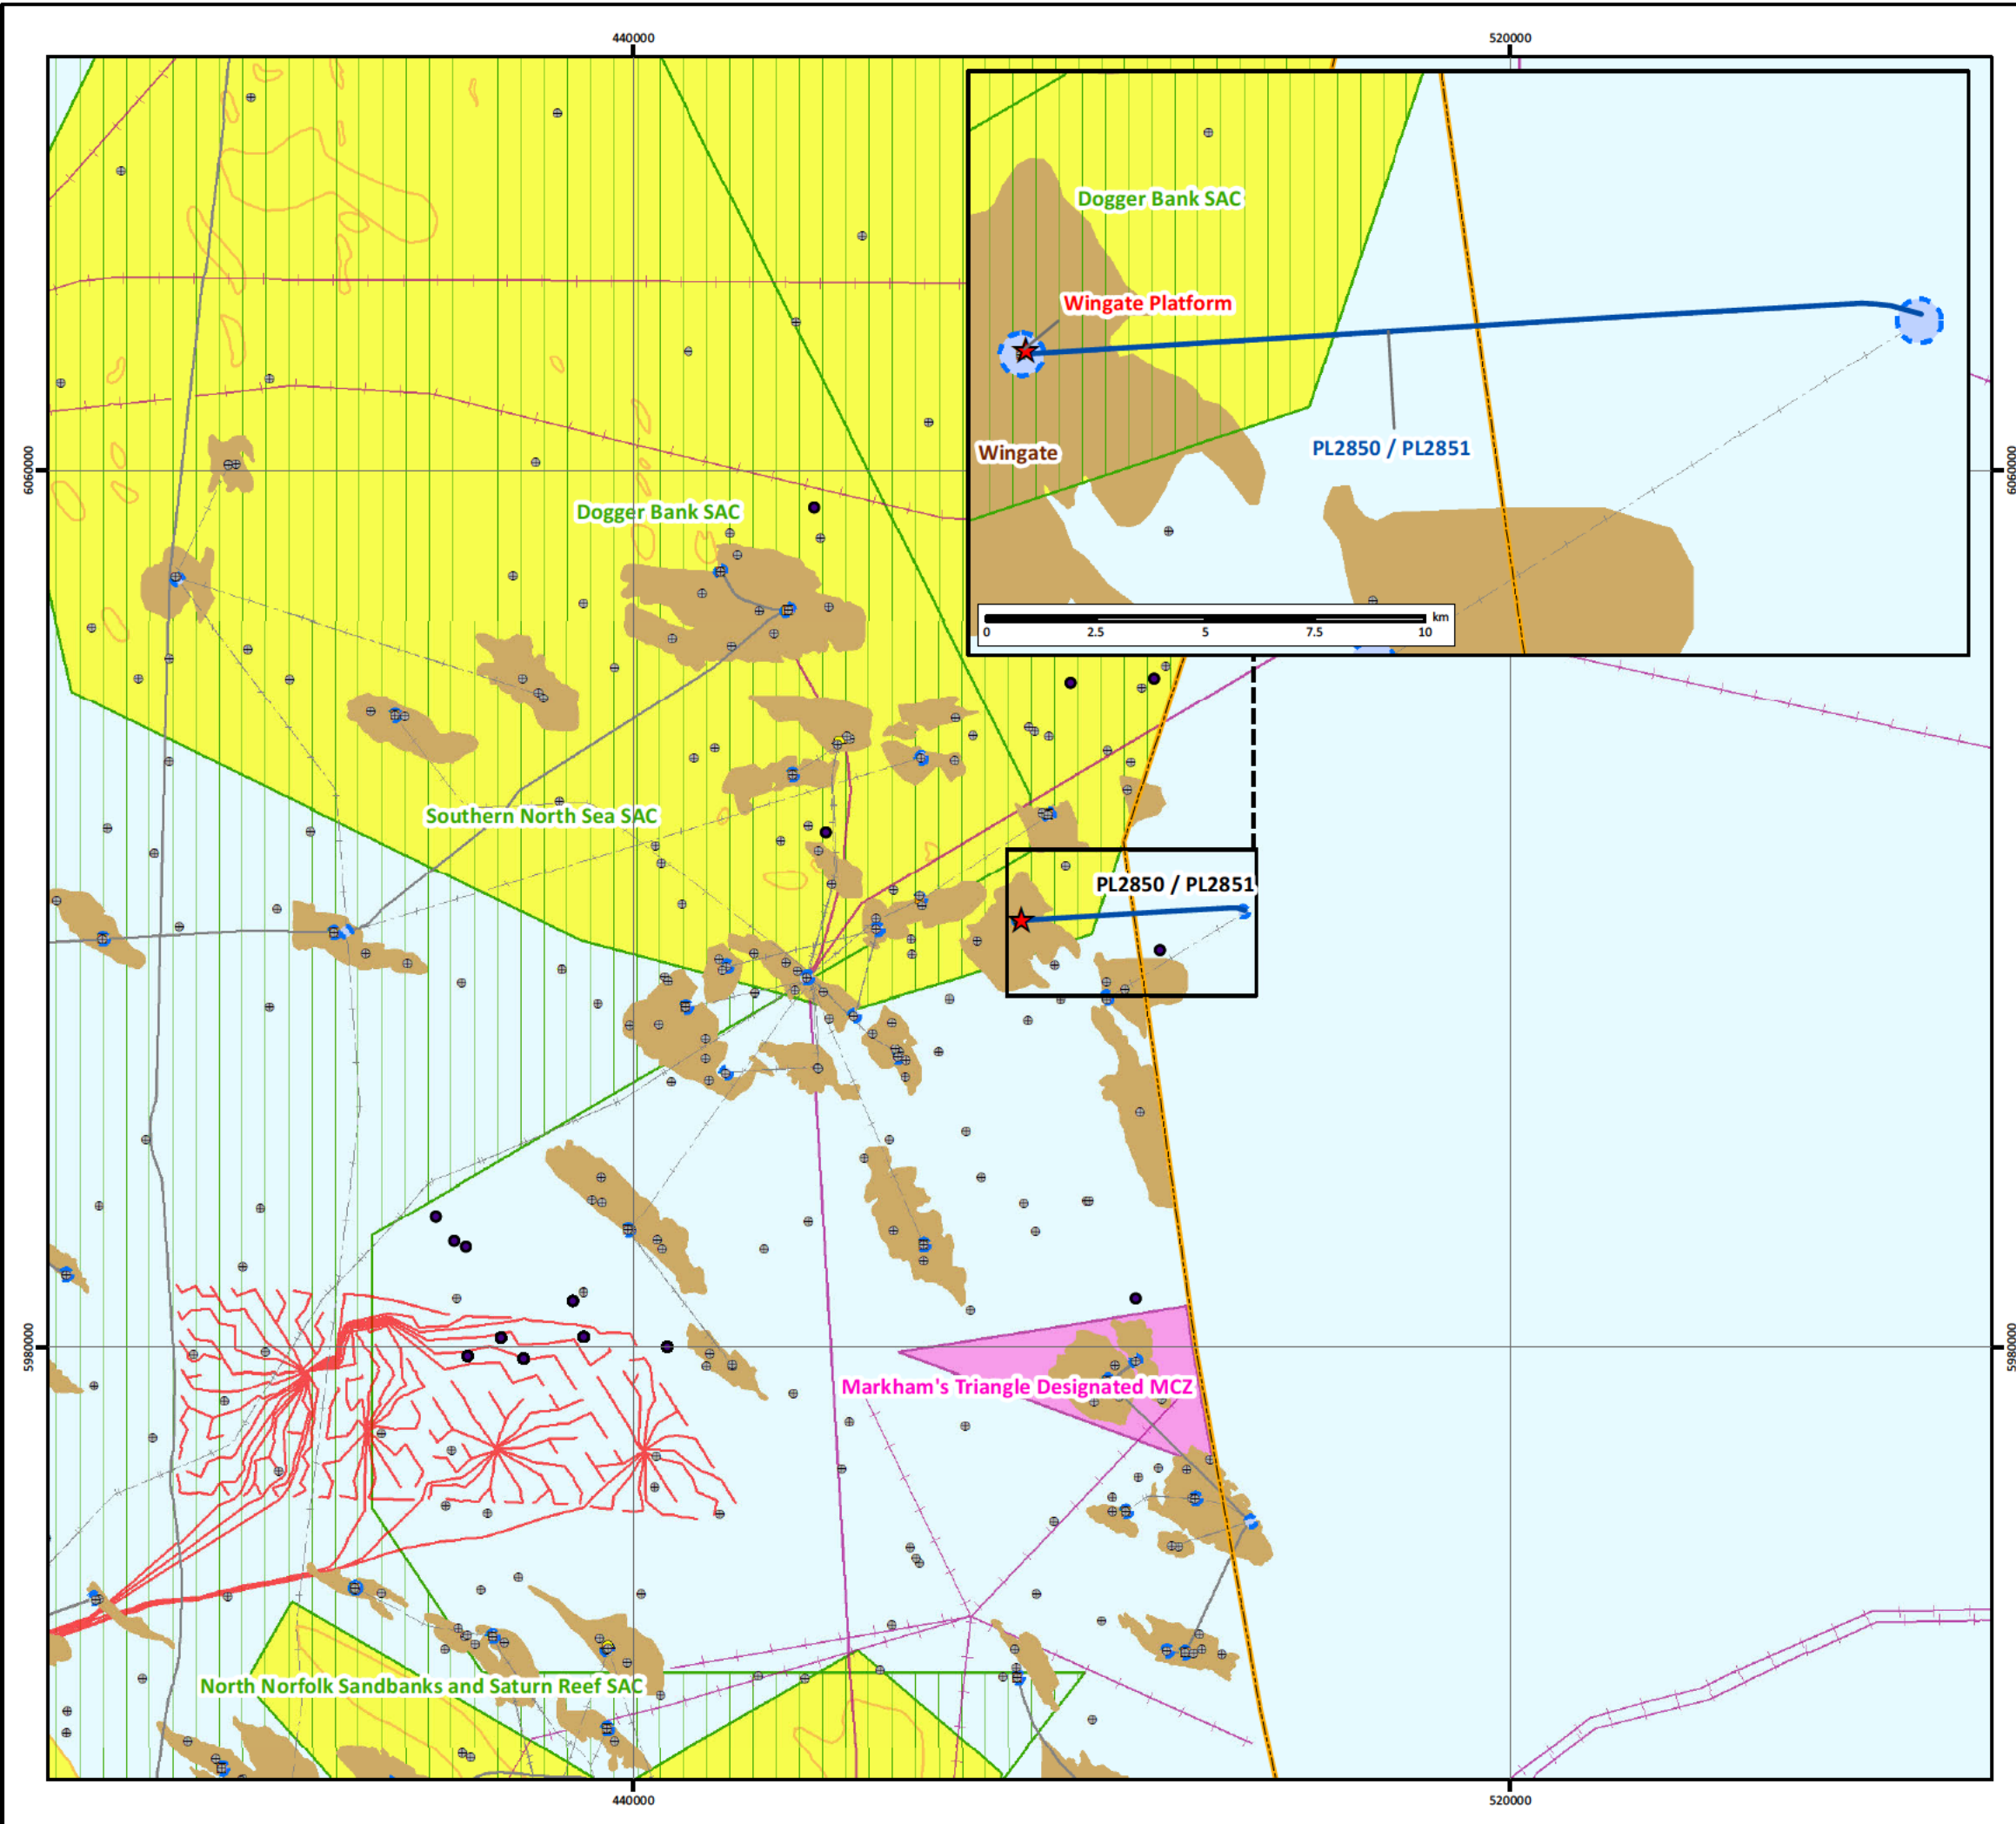 440000
520000
Dogger Bank SAC
Wingate Platform
Wingate
PL2850 / PL2851
km
0
2.5
5
7.5
10
6060000
6060000
Dogger Bank SAC
Southern North Sea SAC
PL2850 / PL2851
5980000
5980000
Markham's Triangle Designated MCZ
North Norfolk Sandbanks and Saturn Reef SAC
440000
520000